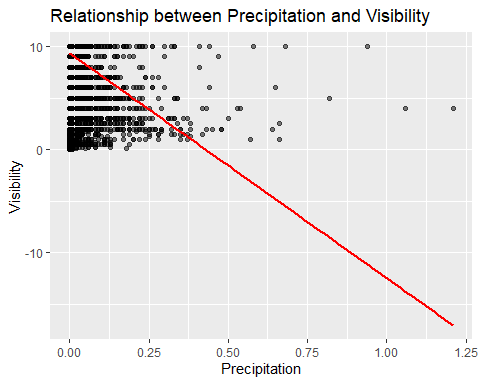 Relationship between Precipitation and Visibility
10
0
-10
Visibility
0.00 0.25 0.50 0.75 1.00 1.25
Precipitation